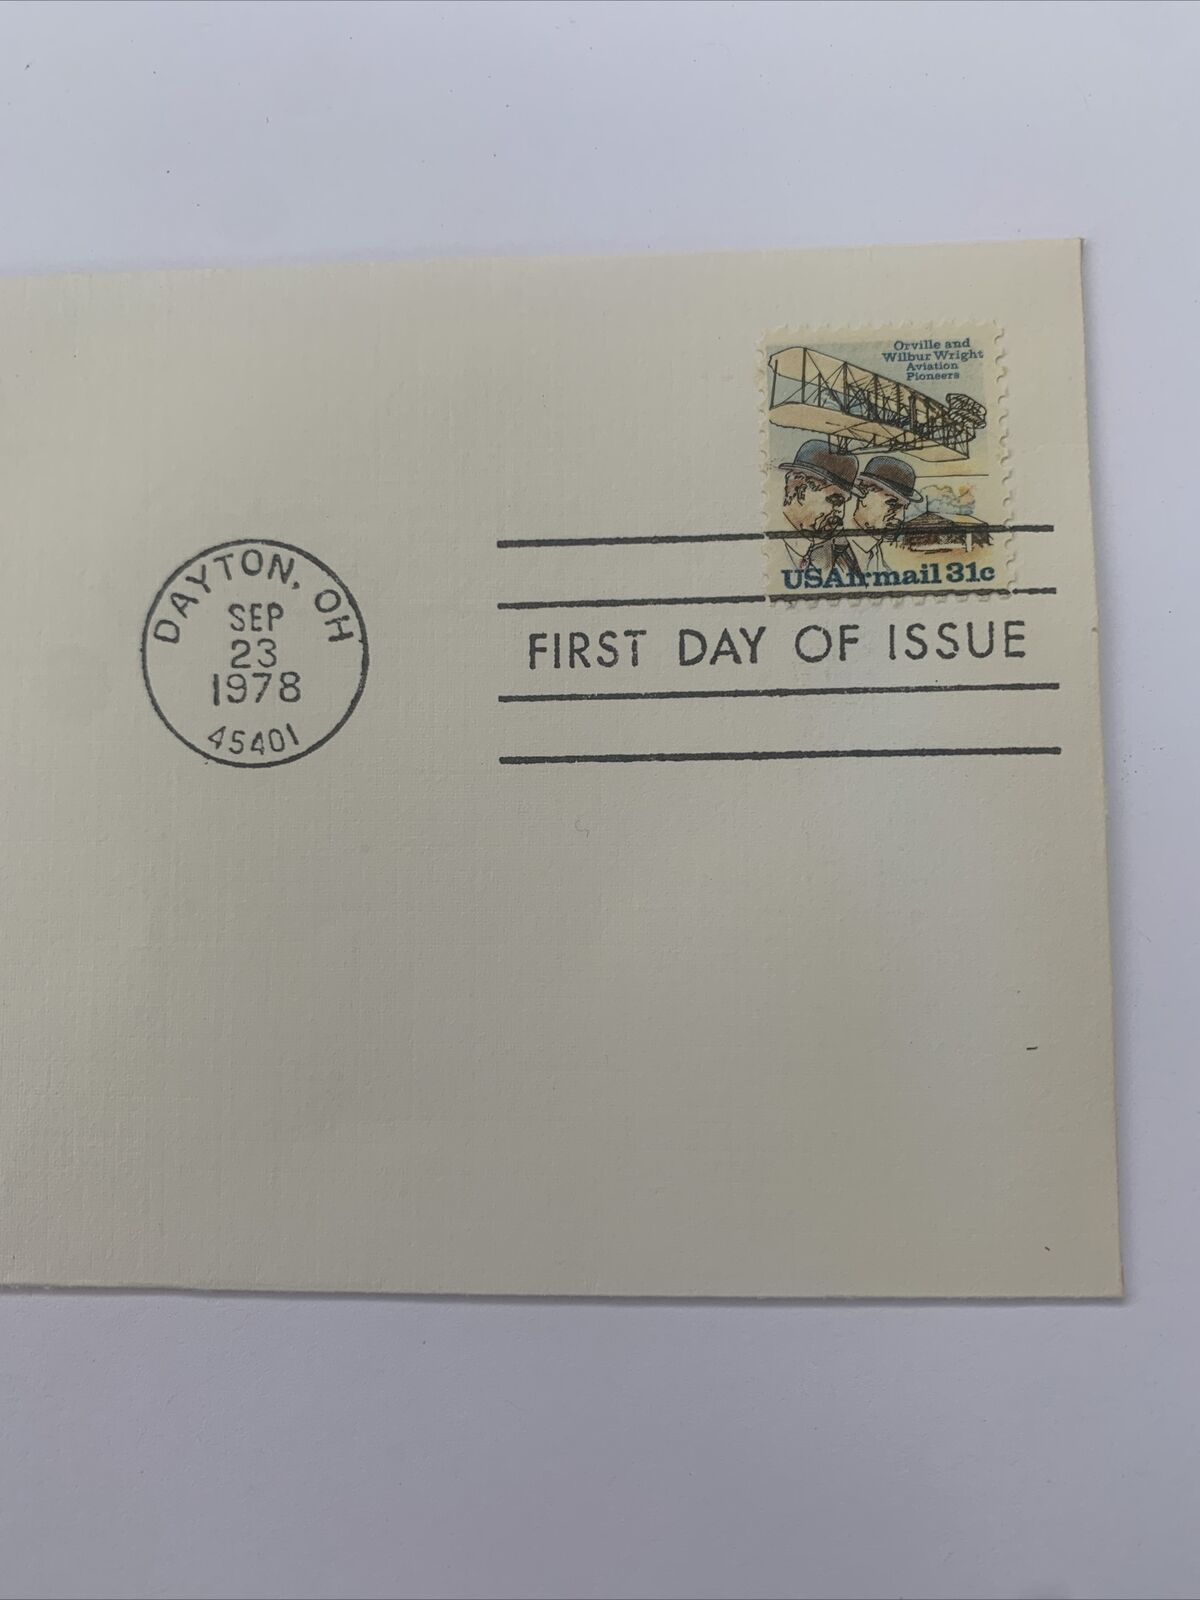 Orville and
Wilbur Wright
Aviation
Pioneers
USAirmail 31c
DAYTON, OH
SEP
23
1978
45401
FIRST DAY OF ISSUE